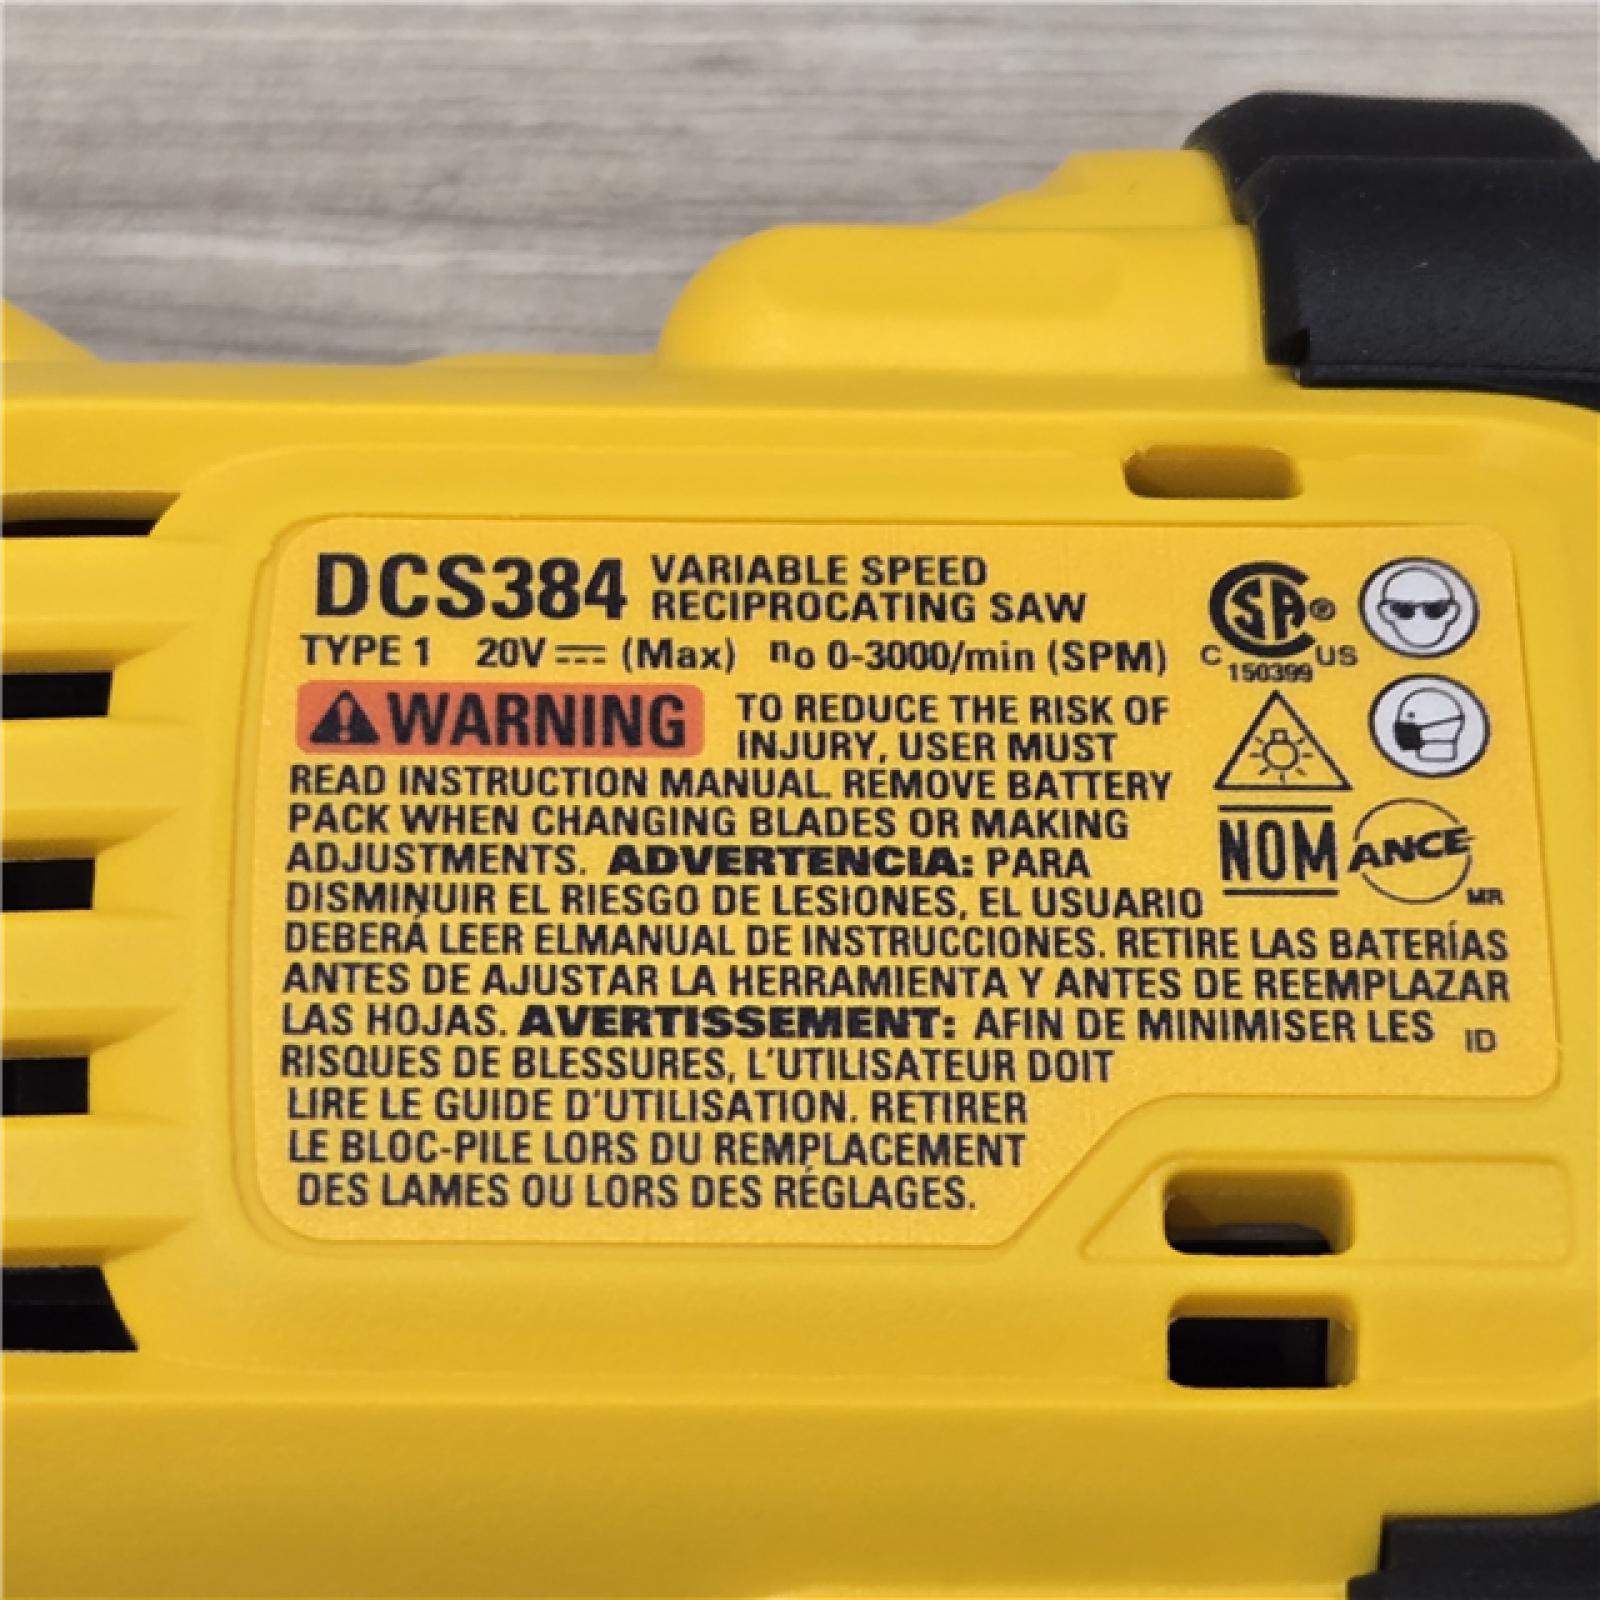 DCS384 VARIABLE SPEED
RECIPROCATING SAW
TYPE 1 20V (Max) no 0-3000/min (SPM)
WARNING TO REDUCE THE RISK OF
INJURY, USER MUST
READ INSTRUCTION MANUAL. REMOVE BATTERY
PACK WHEN CHANGING BLADES OR MAKING
ADJUSTMENTS. ADVERTENCIA: PARA
DISMINUIR EL RIESGO DE LESIONES, EL USUARIO
DEBERÁ LEER ELMANUAL DE INSTRUCCIONES. RETIRE LAS BATERÍAS
ANTES DE AJUSTAR LA HERRAMIENTA Y ANTES DE REEMPLAZAR
LAS HOJAS. AVERTISSEMENT: AFIN DE MINIMISER LES
RISQUES DE BLESSURES, L'UTILISATEUR DOIT
LIRE LE GUIDE D'UTILISATION. RETIRER
LE BLOC-PILE LORS DU REMPLACEMENT
DES LAMES OU LORS DES RÉGLAGES.
SA®
C US
150399
NOM ANCE
MR
ID